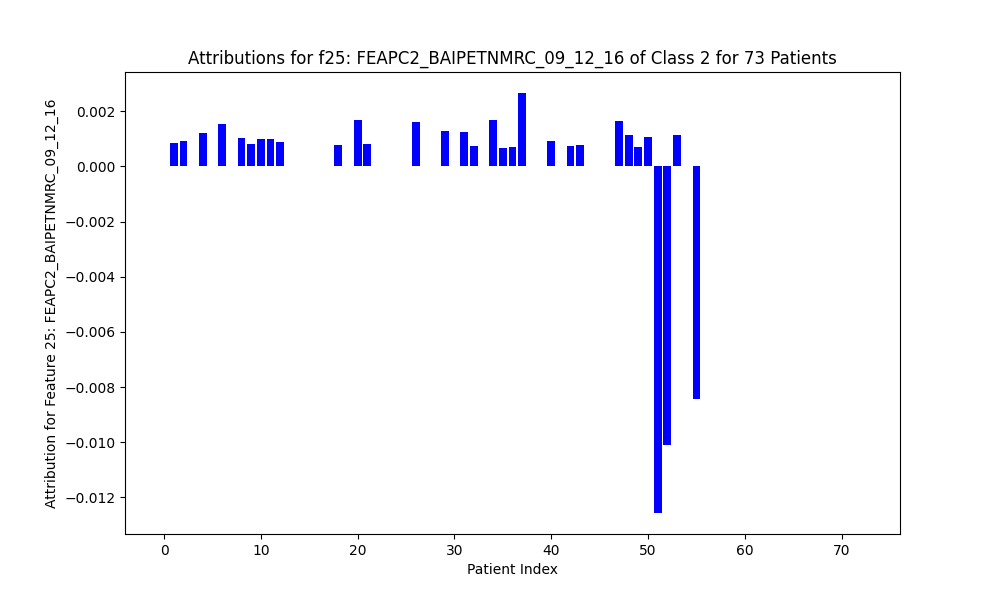 Attributions for f25: FEAPC2_BAIPETNMRC_09_12_16 of Class 2 for 73 Patients
Attribution for Feature 25: FEAPC2_BAIPETNMRC_09_12_16
0.002
0.000
−0.002
−0.004
−0.006
−0.008
−0.010
−0.012
0 10 20 30 40 50 60 70
Patient Index